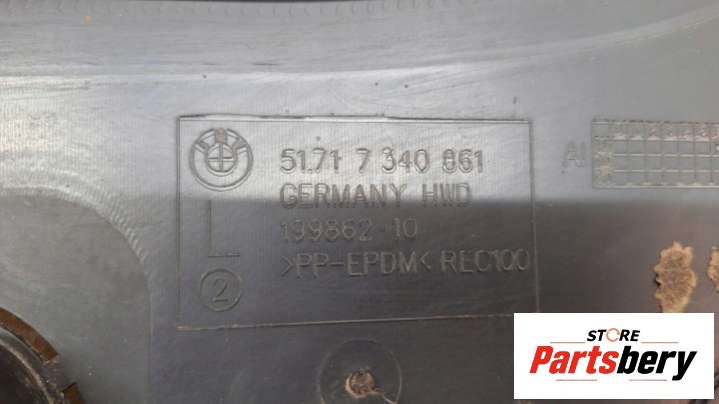 51.71 7 340 861
GERMANY HWD
L
199862-10
>PP-EPDM< REC100
2
STORE
Partsbery